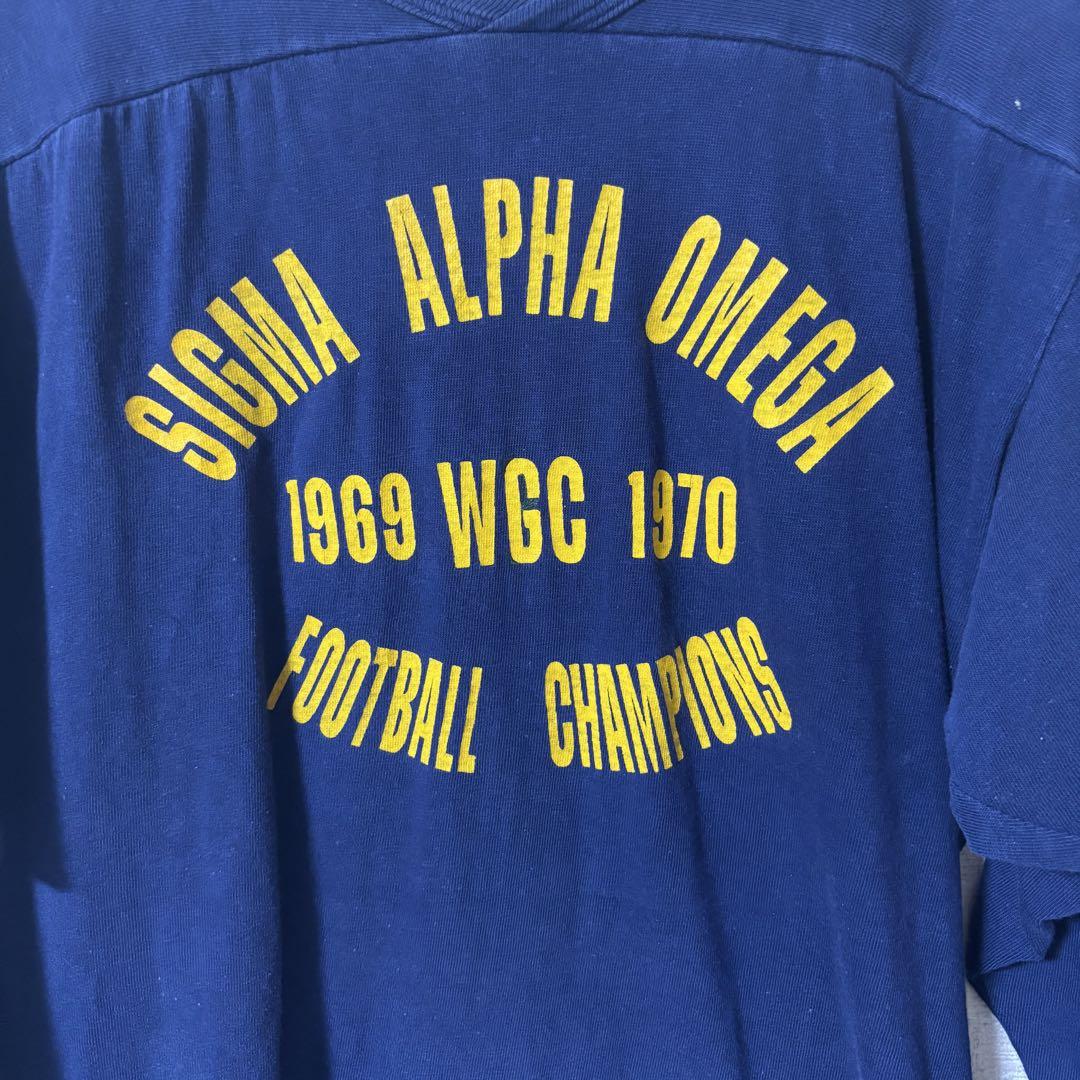 SIGMA ALPHA OMEGA
1969 WGC 1970
FOOTBALL CHAMPIONS